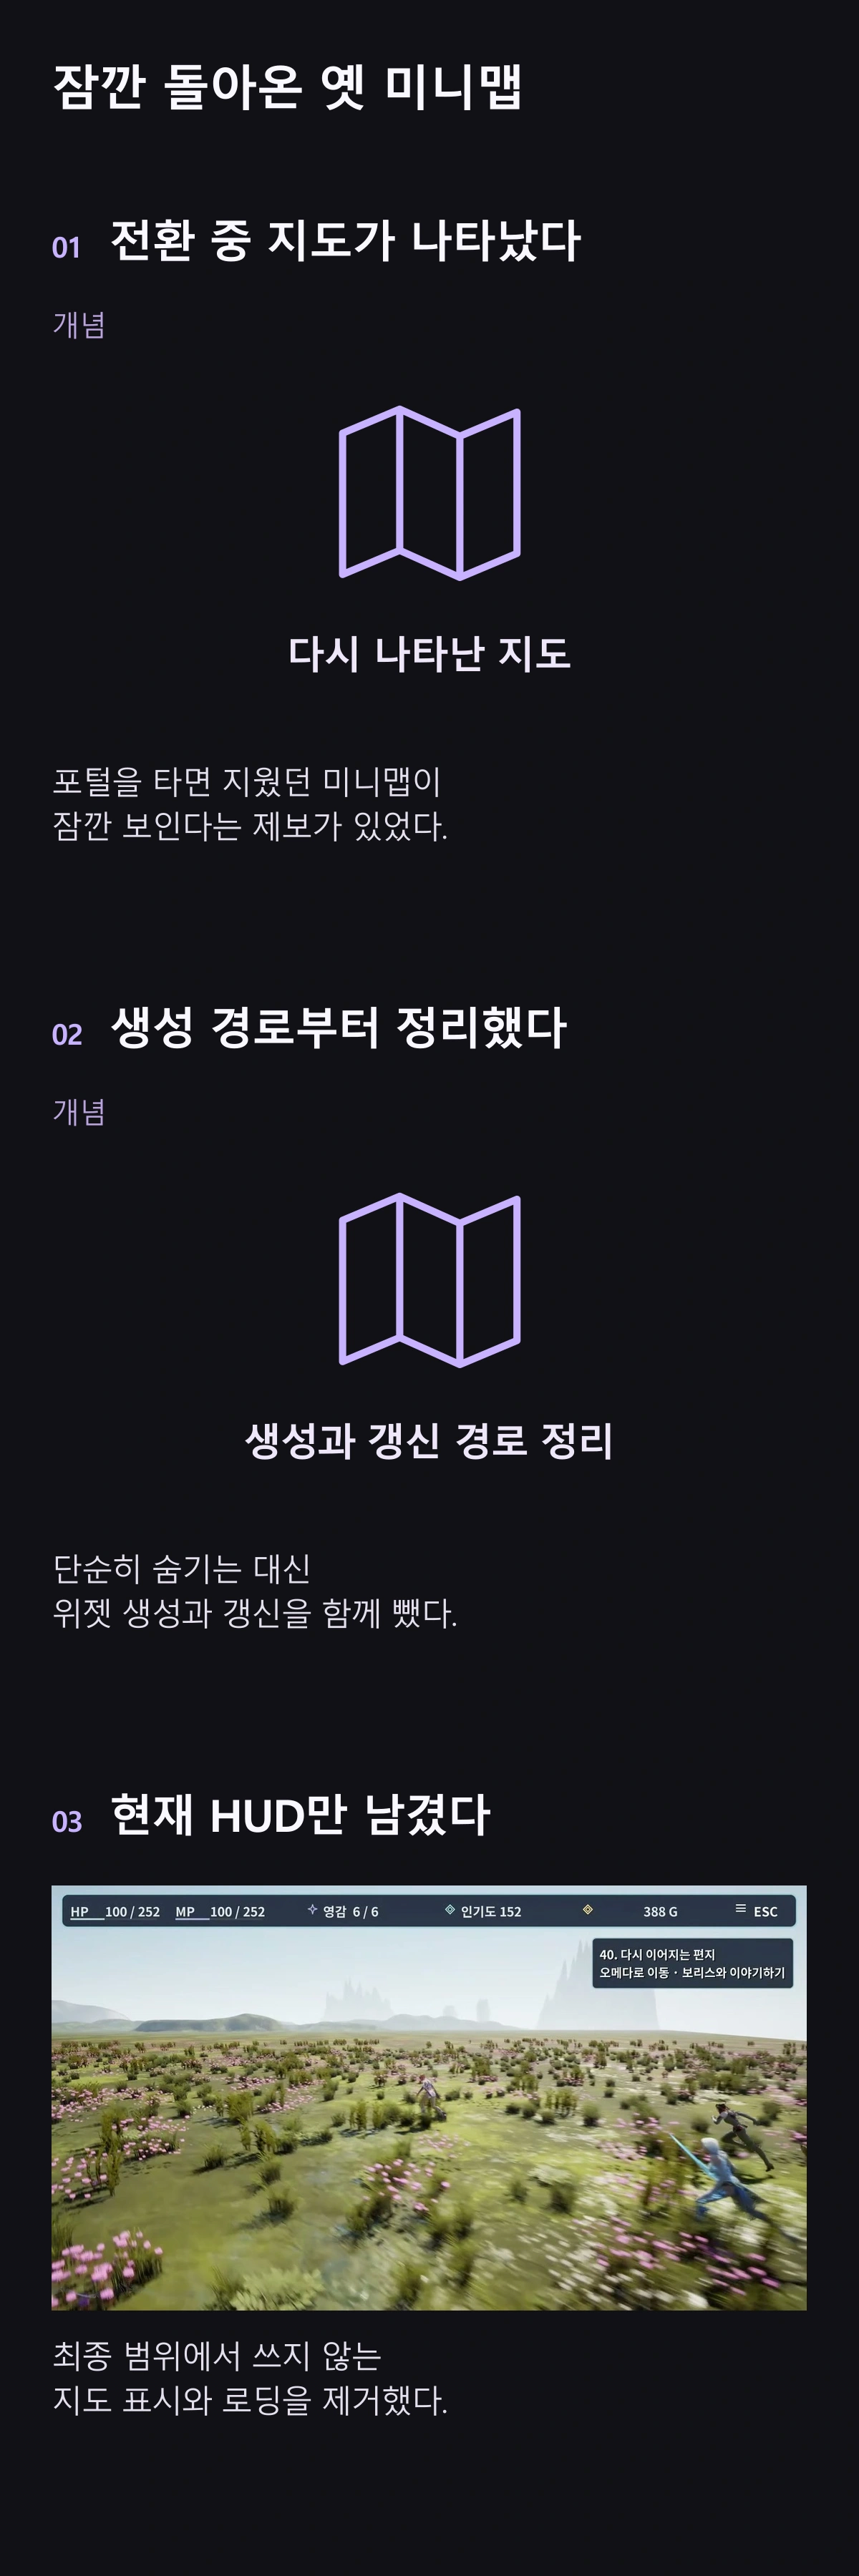 잠깐 돌아온 옛 미니맵
01 전환 중 지도가 나타났다
개념
다시 나타난 지도
포털을 타면 지웠던 미니맵이
잠깐 보인다는 제보가 있었다.
02 생성 경로부터 정리했다
개념
생성과 갱신 경로 정리
단순히 숨기는 대신
위젯 생성과 갱신을 함께 뺐다.
03 현재 HUD만 남겼다
HP 100 / 252 MP 100 / 252 영감 6 / 6 인기도 152 388 G ESC
40. 다시 이어지는 편지
오메다로 이동 · 보리스와 이야기하기
최종 범위에서 쓰지 않는
지도 표시와 로딩을 제거했다.